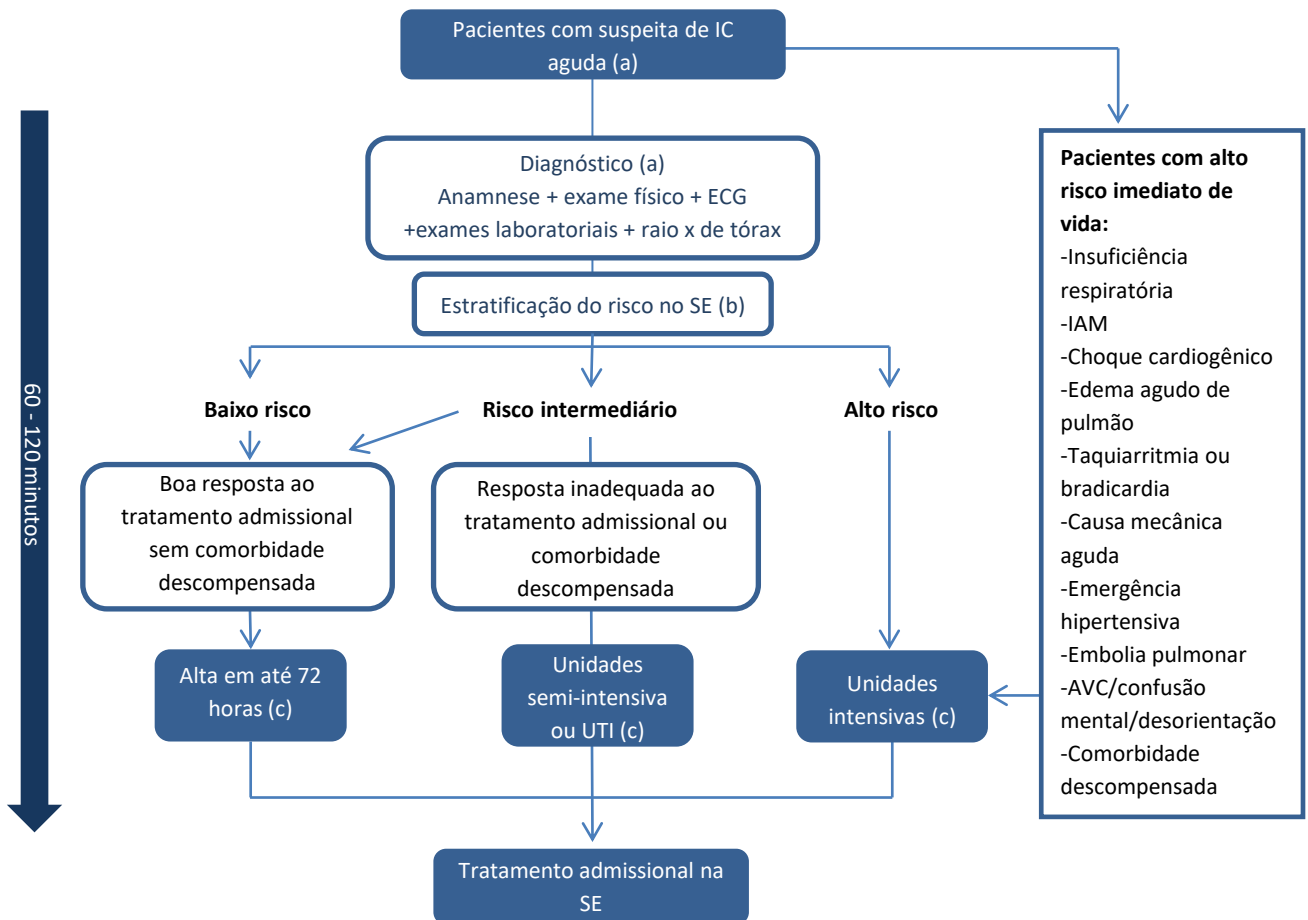 Pacientes com suspeita de IC
aguda (a)
Diagnóstico (a)
Anamnese + exame físico + ECG
+exames laboratoriais + raio x de tórax
Estratificação do risco no SE (b)
Baixo risco
Risco intermediário
Alto risco
Boa resposta ao
tratamento admissional
sem comorbidade
descompensada
Resposta inadequada ao
tratamento admissional ou
comorbidade
descompensada
Alta em até 72
horas (c)
Unidades
semi-intensiva
ou UTI (c)
Unidades
intensivas (c)
Tratamento admissional na
SE
Pacientes com alto
risco imediato de
vida:
-Insuficiência
respiratória
-IAM
-Choque cardiogênico
-Edema agudo de
pulmão
-Taquiarritmia ou
bradicardia
-Causa mecânica
aguda
-Emergência
hipertensiva
-Embolia pulmonar
-AVC/confusão
mental/desorientação
-Comorbidade
descompensada
60 - 120 minutos